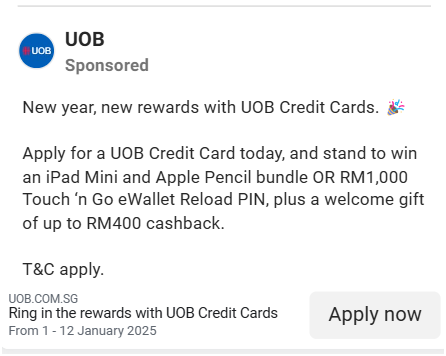 UOB
UOB
Sponsored
New year, new rewards with UOB Credit Cards. 🎉
Apply for a UOB Credit Card today, and stand to win
an iPad Mini and Apple Pencil bundle OR RM1,000
Touch ‘n Go eWallet Reload PIN, plus a welcome gift
of up to RM400 cashback.
T&C apply.
UOB.COM.SG
Ring in the rewards with UOB Credit Cards
From 1 - 12 January 2025
Apply now